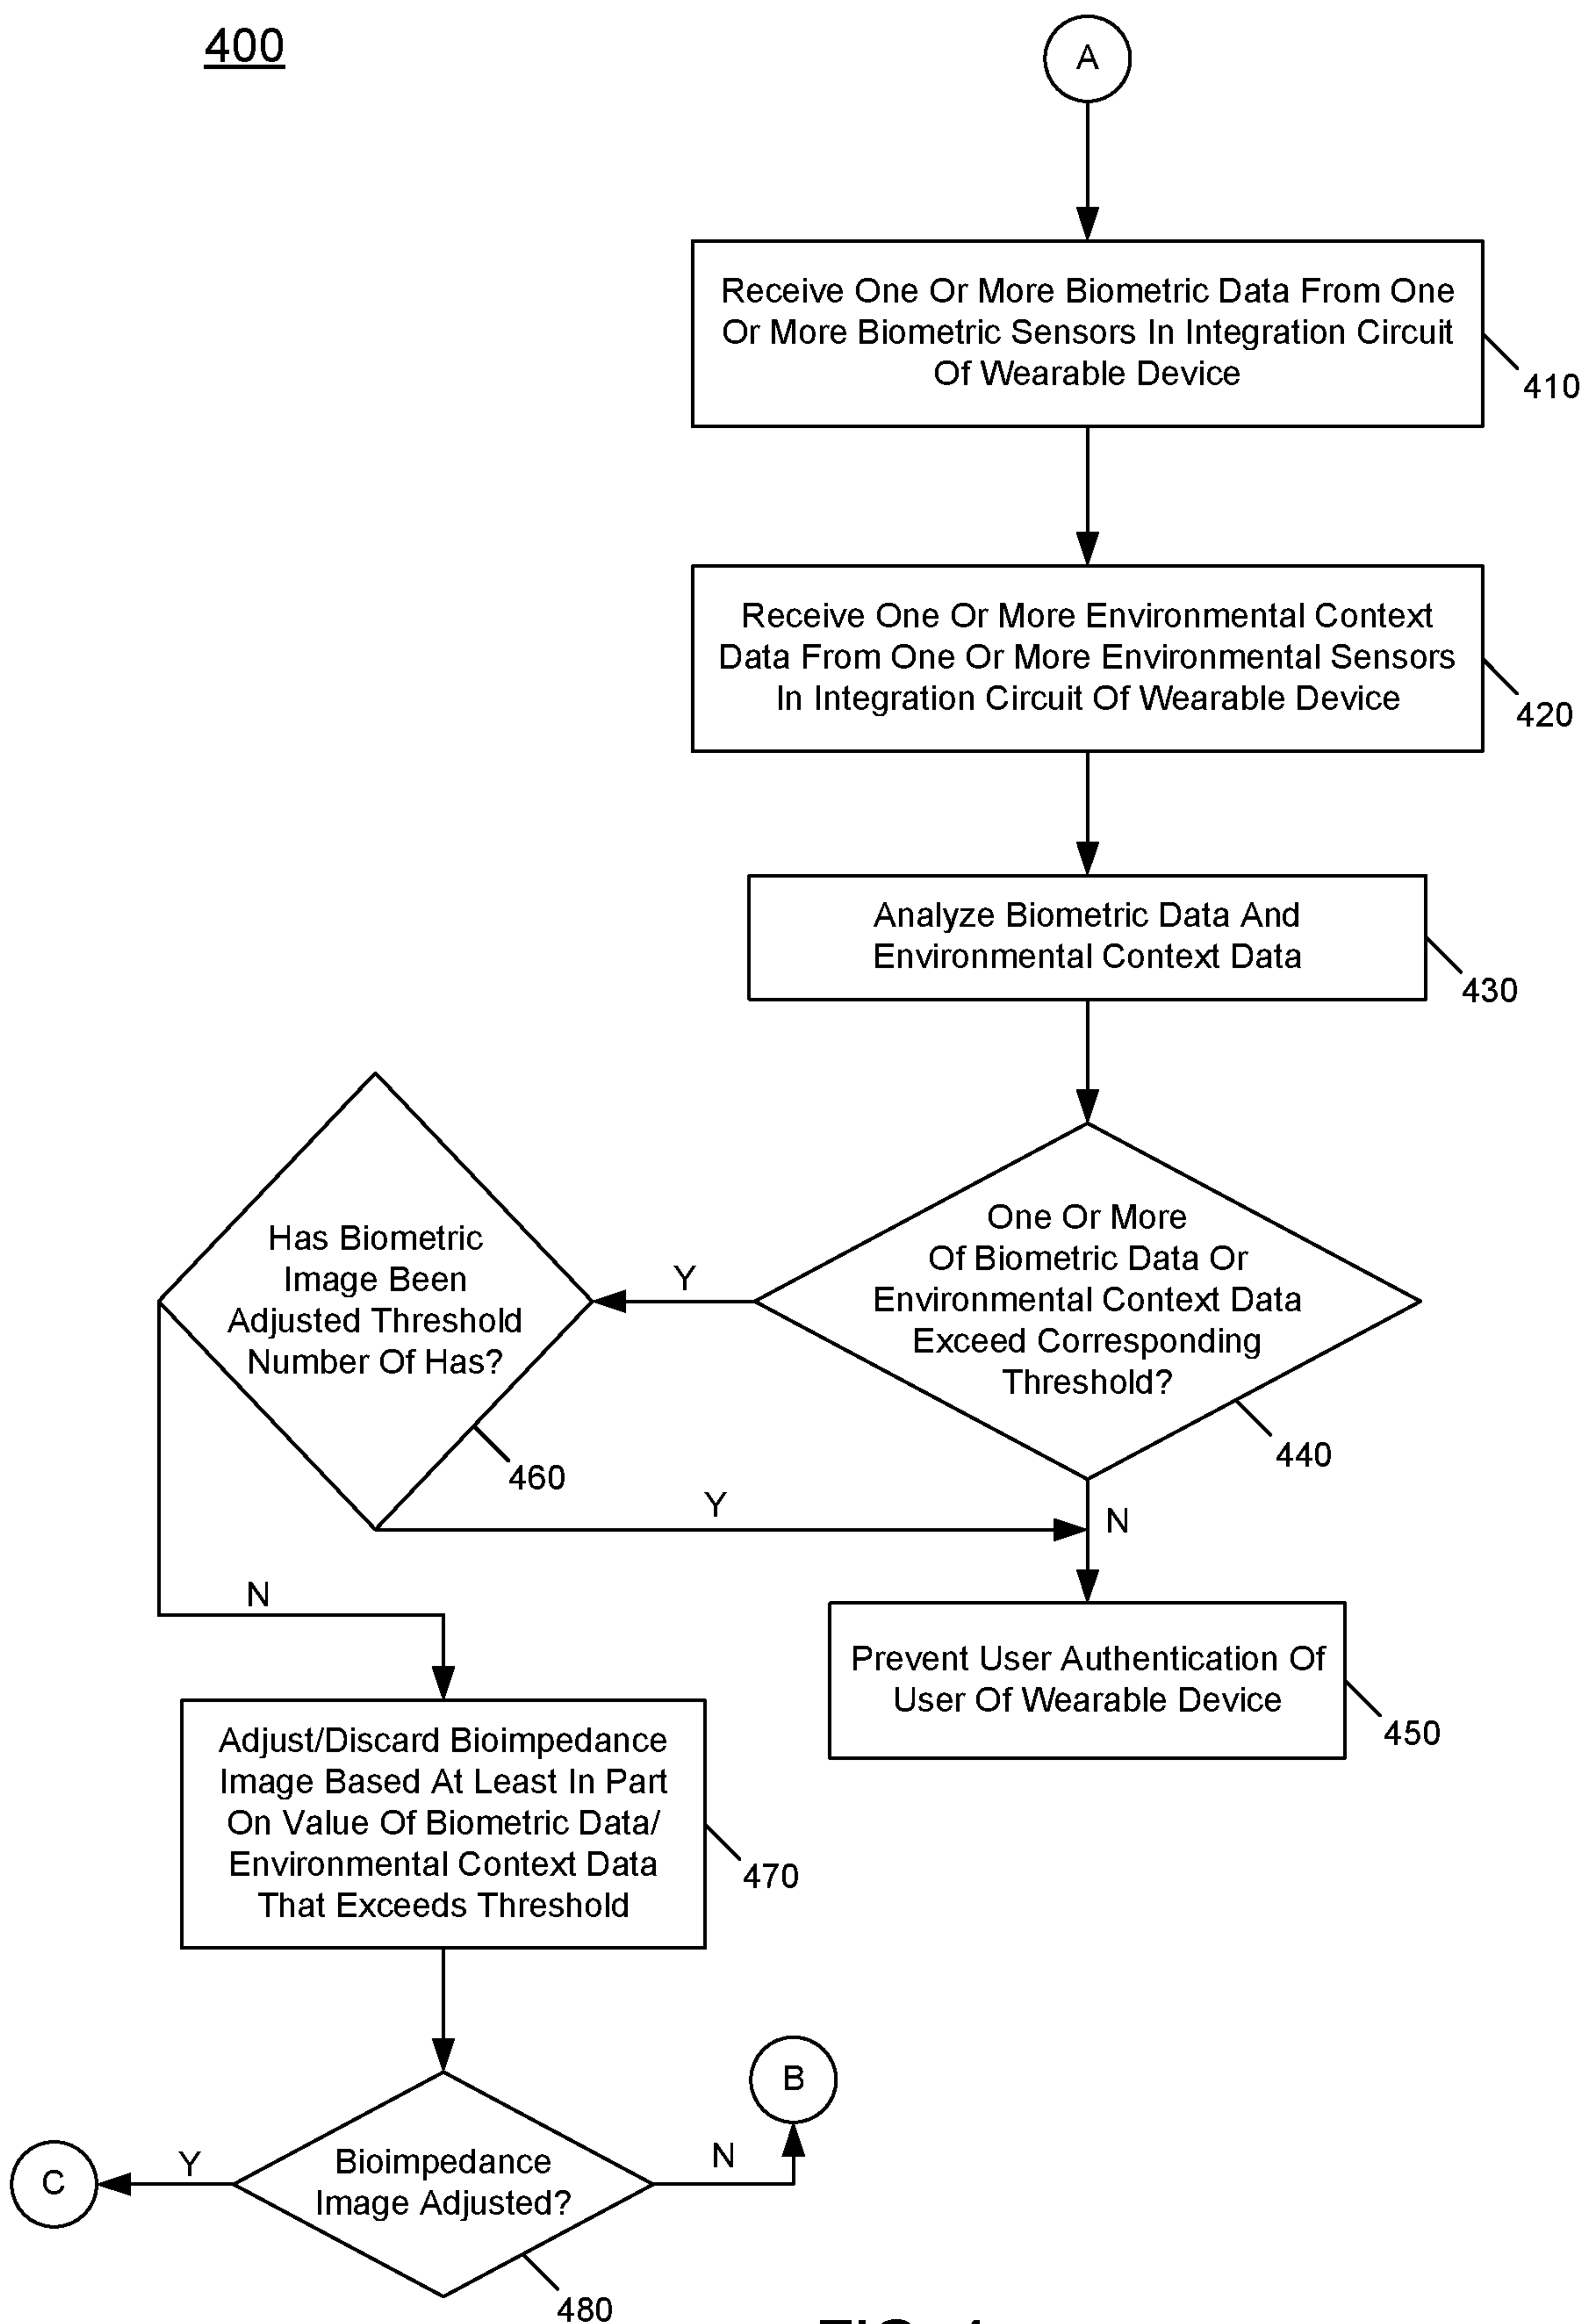 400
A
Receive One Or More Biometric Data From One
Or More Biometric Sensors In Integration Circuit
Of Wearable Device
410
Receive One Or More Environmental Context
Data From One Or More Environmental Sensors
In Integration Circuit Of Wearable Device
420
Analyze Biometric Data And
Environmental Context Data
430
One Or More
Of Biometric Data Or
Environmental Context Data
Exceed Corresponding
Threshold?
440
Y
Has Biometric
Image Been
Adjusted Threshold
Number Of Has?
460
Y
N
N
Prevent User Authentication Of
User Of Wearable Device
450
Adjust/Discard Bioimpedance
Image Based At Least In Part
On Value Of Biometric Data/
Environmental Context Data
That Exceeds Threshold
470
Bioimpedance
Image Adjusted?
480
Y
C
N
B